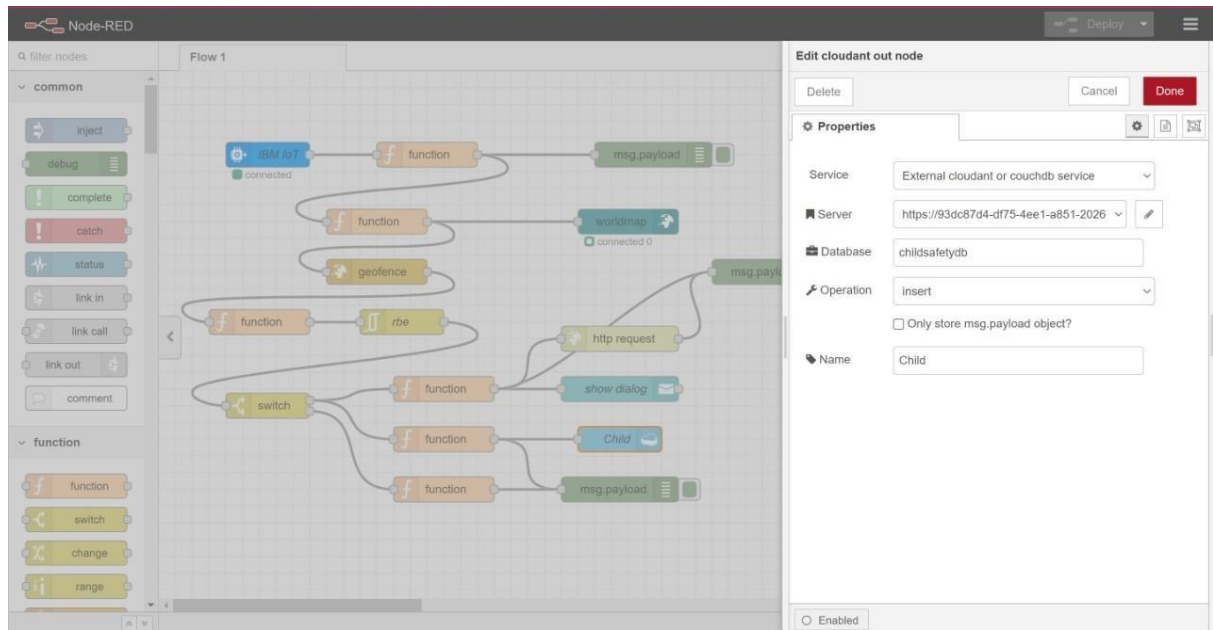 Node-RED
Deploy
filter nodes
common
inject
debug
complete
catch
status
link in
link call
link out
comment
function
function
switch
change
range
Flow 1
IBM IoT
connected
function
msg.payload
function
worldmap
connected 0
geofence
msg.paylo
function
rbe
http request
function
show dialog
switch
function
Child
function
msg.payload
Edit cloudant out node
Delete
Cancel
Done
Properties
Service
External cloudant or couchdb service
Server
https://93dc87d4-df75-4ee1-a851-2026
Database
childsafetydb
Operation
insert
Only store msg.payload object?
Name
Child
Enabled